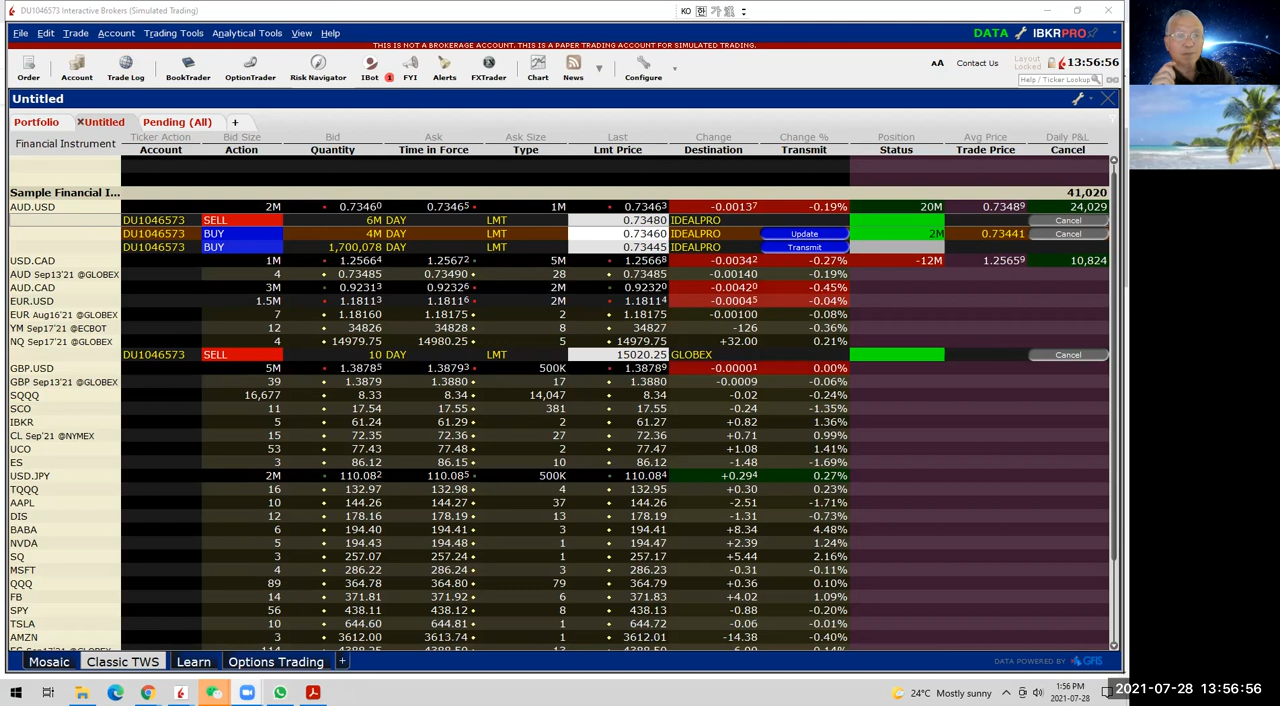 DU1046573 Interactive Brokers (Simulated Trading)
KO 한 가 漢
File Edit Trade Account Trading Tools Analytical Tools View Help DATA IBKRPRO
THIS IS NOT A BROKERAGE ACCOUNT. THIS IS A PAPER TRADING ACCOUNT FOR SIMULATED TRADING.
Order Account Trade Log BookTrader OptionTrader Risk Navigator IBot 1 FYI Alerts FXTrader Chart News Configure AA Contact Us Layout Locked 13:56:56
Help / Ticker Lookup
Untitled
Portfolio Untitled Pending (All) +
Ticker Action Bid Size Bid Ask Ask Size Last Change Change % Position Avg Price Daily P&L
Financial Instrument Account Action Quantity Time in Force Type Lmt Price Destination Transmit Status Trade Price Cancel
Sample Financial I... 41,020
AUD.USD 2M 0.73460 0.73465 1M 0.73463 -0.00137 -0.19% 20M 0.73489 24,029
DU1046573 SELL 6M DAY LMT 0.73480 IDEALPRO Cancel
DU1046573 BUY 4M DAY LMT 0.73460 IDEALPRO Update 2M 0.73441 Cancel
DU1046573 BUY 1,700,078 DAY LMT 0.73445 IDEALPRO Transmit
USD.CAD 1M 1.25664 1.25672 5M 1.25668 -0.00342 -0.27% -12M 1.25659 10,824
AUD Sep13'21 @GLOBEX 4 0.73485 0.73490 28 0.73485 -0.00140 -0.19%
AUD.CAD 3M 0.92313 0.92326 2M 0.92320 -0.00420 -0.45%
EUR.USD 1.5M 1.18113 1.18116 2M 1.18114 -0.00045 -0.04%
EUR Aug16'21 @GLOBEX 7 1.18160 1.18175 2 1.18175 -0.00100 -0.08%
YM Sep17'21 @ECBOT 12 34826 34828 8 34827 -126 -0.36%
NQ Sep17'21 @GLOBEX 4 14979.75 14980.25 5 14979.75 +32.00 0.21%
DU1046573 SELL 10 DAY LMT 15020.25 GLOBEX Cancel
GBP.USD 5M 1.38785 1.38793 500K 1.38789 -0.00001 0.00%
GBP Sep13'21 @GLOBEX 39 1.3879 1.3880 17 1.3880 -0.0009 -0.06%
SQQQ 16,677 8.33 8.34 14,047 8.34 -0.02 -0.24%
SCO 11 17.54 17.55 381 17.55 -0.24 -1.35%
IBKR 5 61.24 61.29 2 61.27 +0.82 1.36%
CL Sep'21 @NYMEX 15 72.35 72.36 27 72.36 +0.71 0.99%
UCO 53 77.43 77.48 2 77.47 +1.08 1.41%
ES 3 86.12 86.15 10 86.12 -1.48 -1.69%
USD.JPY 2M 110.082 110.085 500K 110.084 +0.294 0.27%
TQQQ 16 132.97 132.98 4 132.95 +0.30 0.23%
AAPL 10 144.26 144.27 37 144.26 -2.51 -1.71%
DIS 12 178.16 178.19 13 178.19 -1.31 -0.73%
BABA 6 194.40 194.41 3 194.41 +8.34 4.48%
NVDA 5 194.43 194.48 1 194.47 +2.39 1.24%
SQ 3 257.07 257.24 1 257.17 +5.44 2.16%
MSFT 4 286.22 286.24 3 286.23 -0.31 -0.11%
QQQ 89 364.78 364.80 79 364.79 +0.36 0.10%
FB 14 371.81 371.92 6 371.83 +4.02 1.09%
SPY 56 438.11 438.12 8 438.13 -0.88 -0.20%
TSLA 10 644.60 644.81 1 644.72 -0.06 -0.01%
AMZN 3 3612.00 3613.74 1 3612.01 -14.38 -0.40%
Mosaic Classic TWS Learn Options Trading + DATA POWERED BY GFIS
24°C Mostly sunny 1:56 PM
2021-07-28
2021-07-28 13:56:56